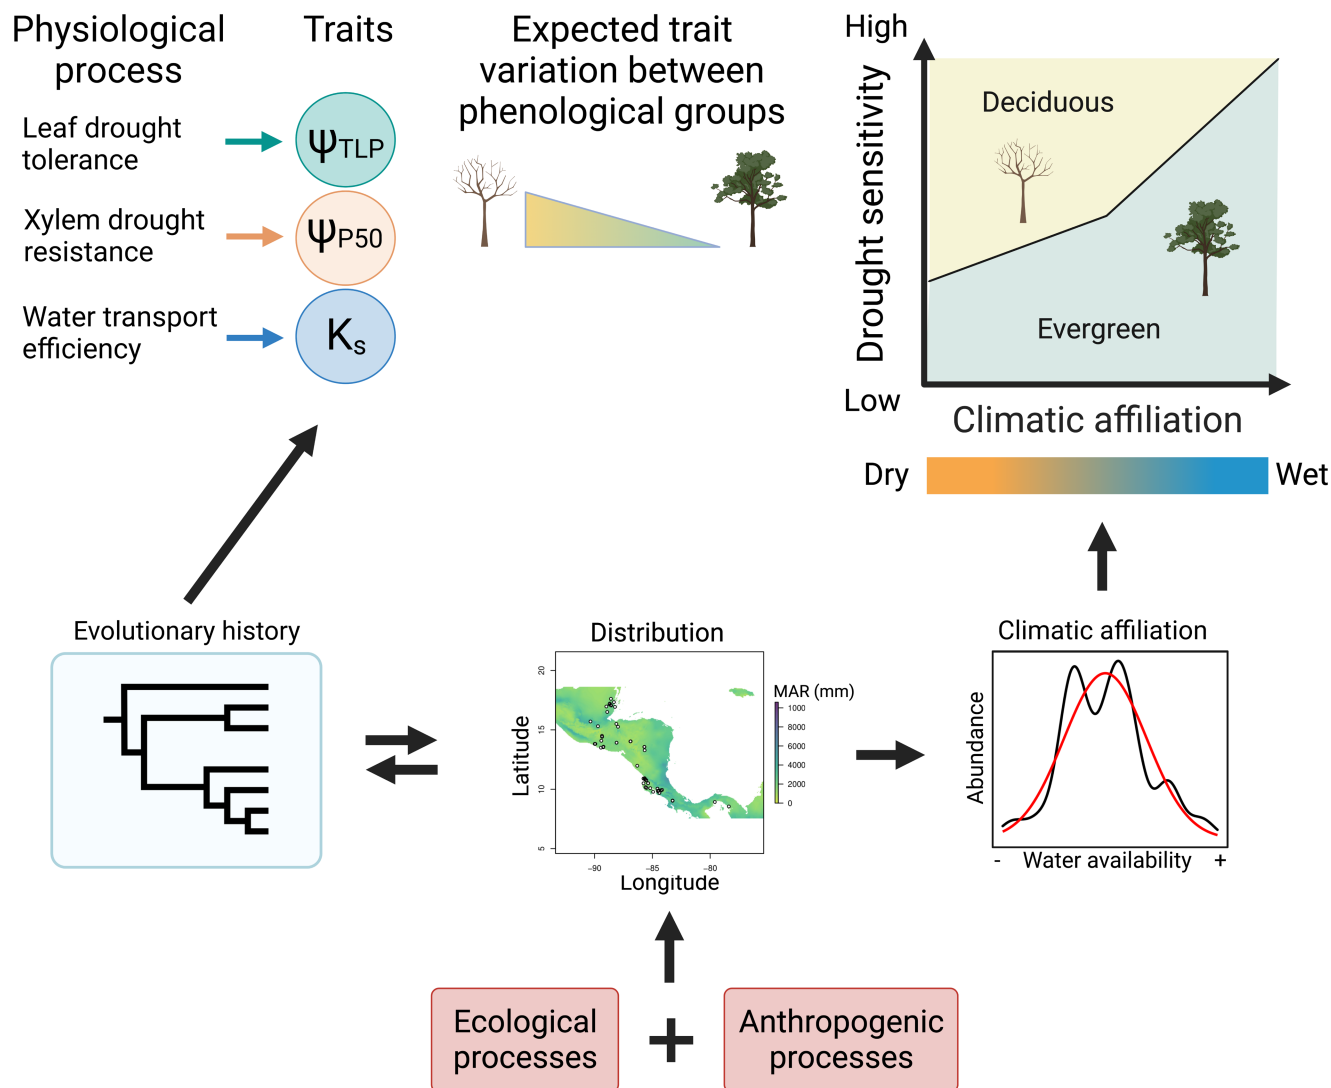 Physiological
process
Traits
Expected trait
variation between
phenological groups
Leaf drought
tolerance
ΨTLP
Xylem drought
resistance
ΨP50
Water transport
efficiency
Ks
High
Drought sensitivity
Low
Deciduous
Evergreen
Climatic affiliation
Dry
Wet
Evolutionary history
Distribution
Latitude
20
15
10
5
−90
−85
−80
Longitude
MAR (mm)
1000
8000
6000
4000
2000
0
Climatic affiliation
Abundance
- Water availability +
Ecological
processes
+
Anthropogenic
processes